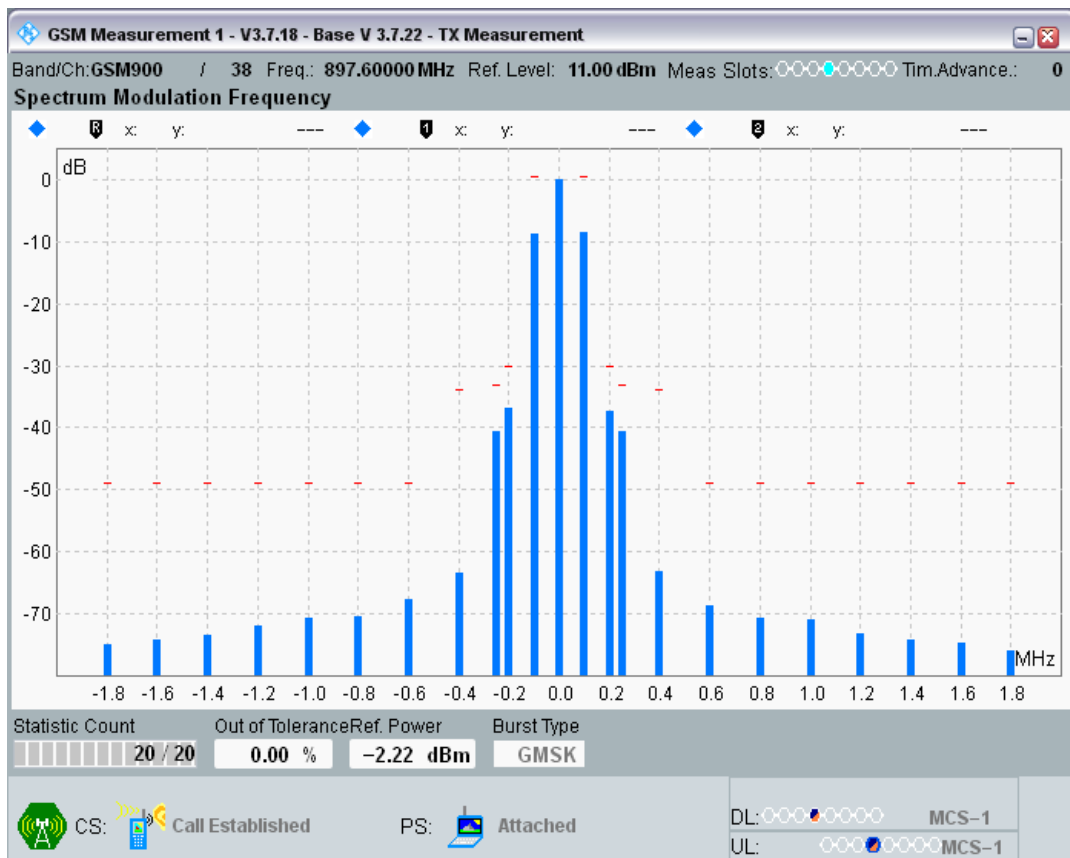 GSM Measurement 1 - V3.7.18 - Base V 3.7.22 - TX Measurement
Band/Ch:GSM900 / 38 Freq.: 897.60000 MHz Ref. Level: 11.00 dBm Meas Slots: Tim.Advance.: 0
Spectrum Modulation Frequency
R x: y: --- 1 x: y: --- 2 x: y: ---
dB
0
-10
-20
-30
-40
-50
-60
-70
MHz
-1.8 -1.6 -1.4 -1.2 -1.0 -0.8 -0.6 -0.4 -0.2 0.0 0.2 0.4 0.6 0.8 1.0 1.2 1.4 1.6 1.8
Statistic Count Out of Tolerance Ref. Power Burst Type
20 / 20 0.00 % −2.22 dBm GMSK
CS: Call Established PS: Attached
DL: MCS−1
UL: MCS−1